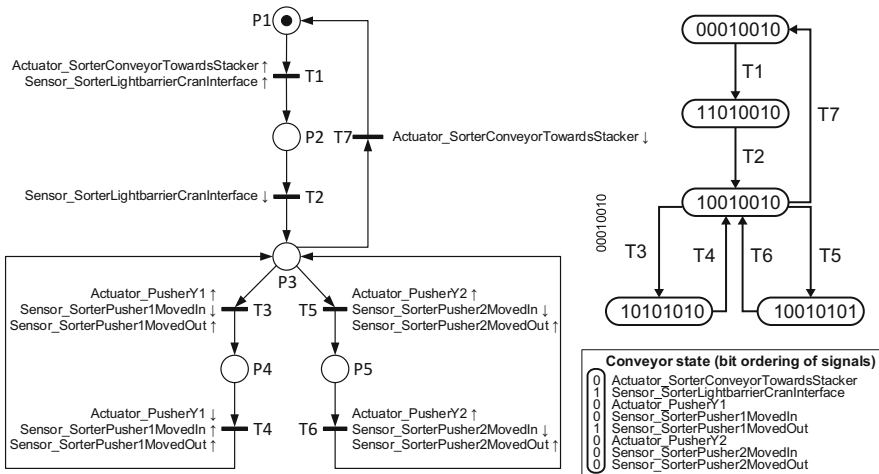 P1
Actuator_SorterConveyorTowardsStacker ↑
Sensor_SorterLightbarrierCranInterface ↑
T1
P2
T7
Actuator_SorterConveyorTowardsStacker ↓
Sensor_SorterLightbarrierCranInterface ↓
T2
P3
Actuator_PusherY1 ↑
Sensor_SorterPusher1MovedIn ↓
Sensor_SorterPusher1MovedOut ↑
T3
T5
Actuator_PusherY2 ↑
Sensor_SorterPusher2MovedIn ↓
Sensor_SorterPusher2MovedOut ↑
P4
P5
Actuator_PusherY1 ↓
Sensor_SorterPusher1MovedIn ↑
Sensor_SorterPusher1MovedOut ↑
T4
T6
Actuator_PusherY2 ↑
Sensor_SorterPusher2MovedIn ↓
Sensor_SorterPusher2MovedOut ↑
00010010
T1
11010010
T7
T2
10010010
00010010
T3
T4
T6
T5
10101010
10010101
Conveyor state (bit ordering of signals)
0 Actuator_SorterConveyorTowardsStacker
1 Sensor_SorterLightbarrierCranInterface
0 Actuator_PusherY1
0 Sensor_SorterPusher1MovedIn
1 Sensor_SorterPusher1MovedOut
0 Actuator_PusherY2
0 Sensor_SorterPusher2MovedIn
0 Sensor_SorterPusher2MovedOut